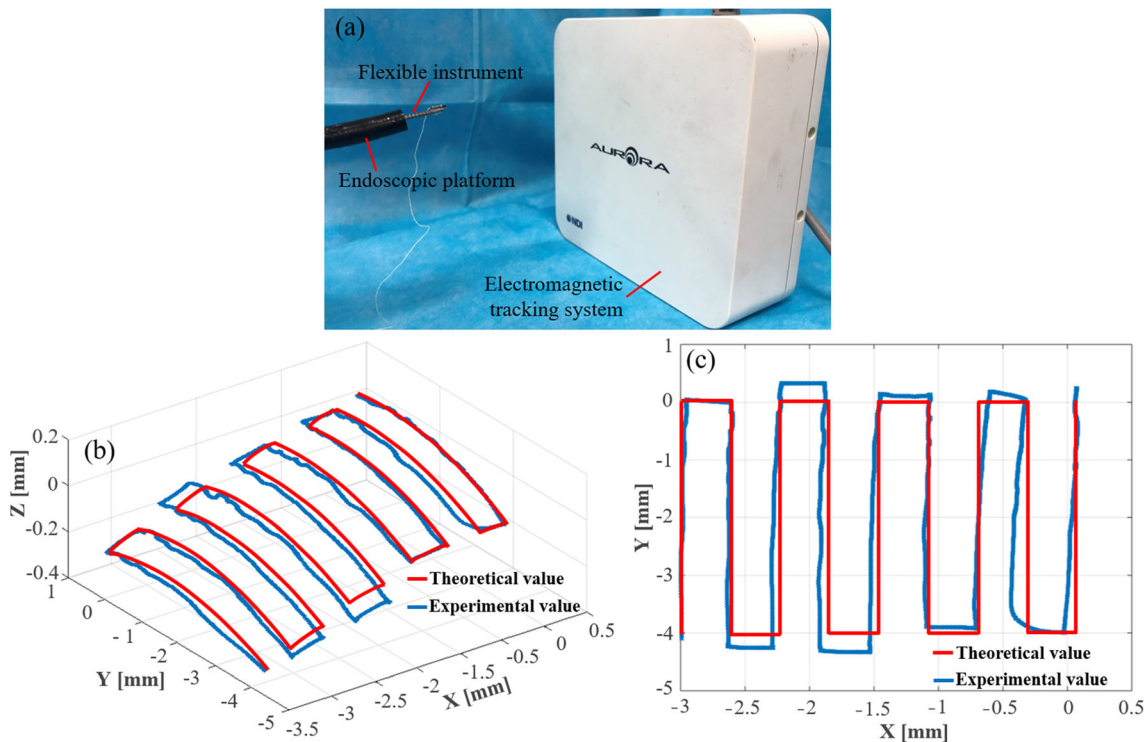 (a)
Flexible instrument
Endoscopic platform
AURORA
NDI
Electromagnetic
tracking system
(b)
Z [mm]
0.2
0
-0.2
-0.4
Y [mm]
1
0
- 1
-2
-3
-4
-5
X [mm]
-3.5
-3
-2.5
-2
-1.5
-1
-0.5
0
0.5
Theoretical value
Experimental value
(c)
Y [mm]
1
0
-1
-2
-3
-4
-5
-3
-2.5
-2
-1.5
-1
-0.5
0
0.5
X [mm]
Theoretical value
Experimental value